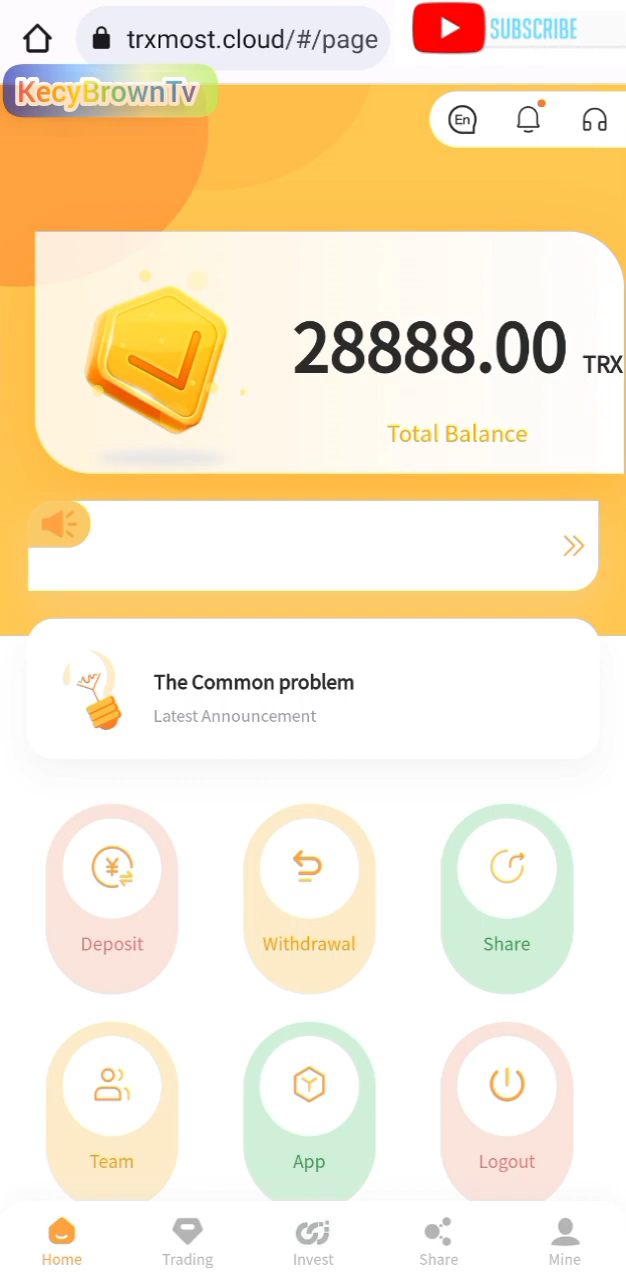 trxmost.cloud/#/page
SUBSCRIBE
KecyBrownTv
En
28888.00 TRX
Total Balance
The Common problem
Latest Announcement
Deposit
Withdrawal
Share
Team
App
Logout
Home
Trading
Invest
Share
Mine